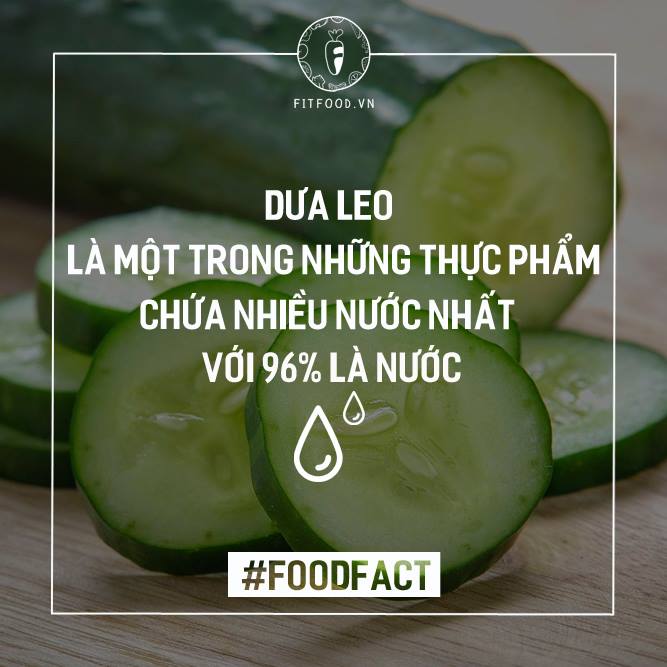 FITFOOD.VN
DƯA LEO
LÀ MỘT TRONG NHỮNG THỰC PHẨM
CHỨA NHIỀU NƯỚC NHẤT
VỚI 96% LÀ NƯỚC
#FOODFACT